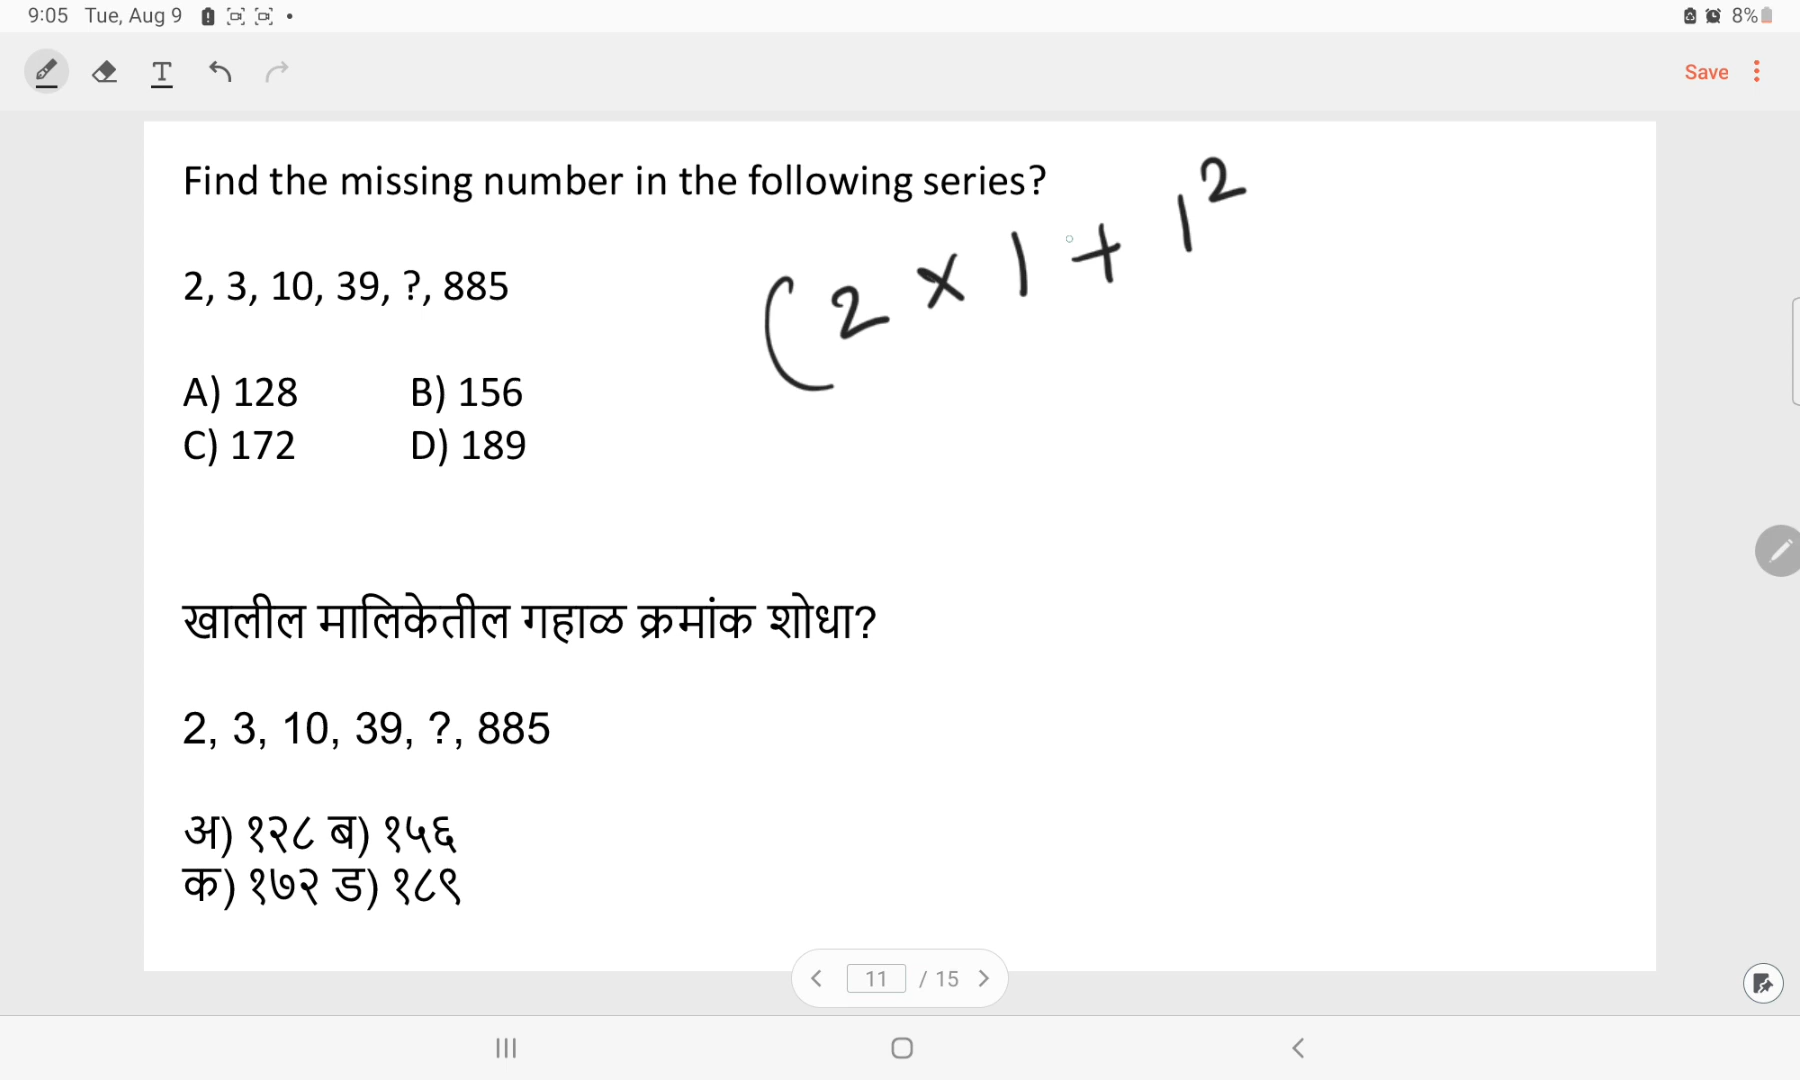 9:05 Tue, Aug 9
8%
Save
Find the missing number in the following series?
(2 × 1 + 1²
2, 3, 10, 39, ?, 885
A) 128 B) 156
C) 172 D) 189
खालील मालिकेतील गहाळ क्रमांक शोधा?
2, 3, 10, 39, ?, 885
अ) १२८ ब) १५६
क) १७२ ड) १८९
11 / 15